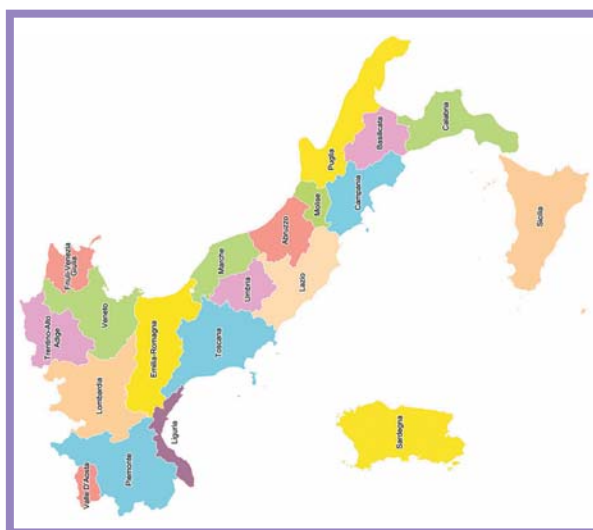 Valle D'Aosta
Piemonte
Liguria
Lombardia
Trentino-Alto
Adige
Friuli-Venezia
Giulia
Veneto
Emilia-Romagna
Toscana
Marche
Umbria
Lazio
Abruzzo
Molise
Campania
Puglia
Basilicata
Calabria
Sicilia
Sardegna